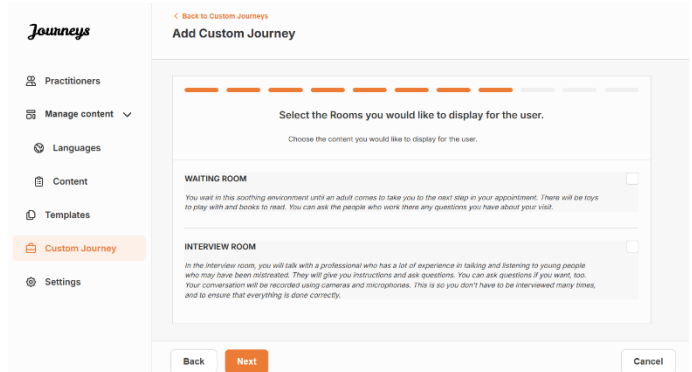 Journeys
Practitioners
Manage content
Languages
Content
Templates
Custom Journey
Settings
< Back to Custom Journeys
Add Custom Journey
Select the Rooms you would like to display for the user.
Choose the content you would like to display for the user.
WAITING ROOM
You wait in this soothing environment until an adult comes to take you to the next step in your appointment. There will be toys
to play with and books to read. You can ask the people who work there any questions you have about your visit.
INTERVIEW ROOM
In the interview room, you will talk with a professional who has a lot of experience in talking and listening to young people
who may have been mistreated. They will give you instructions and ask questions. You can ask questions if you want, too.
Your conversation will be recorded using cameras and microphones. This is so you don't have to be interviewed many times,
and to ensure that everything is done correctly.
Back
Next
Cancel